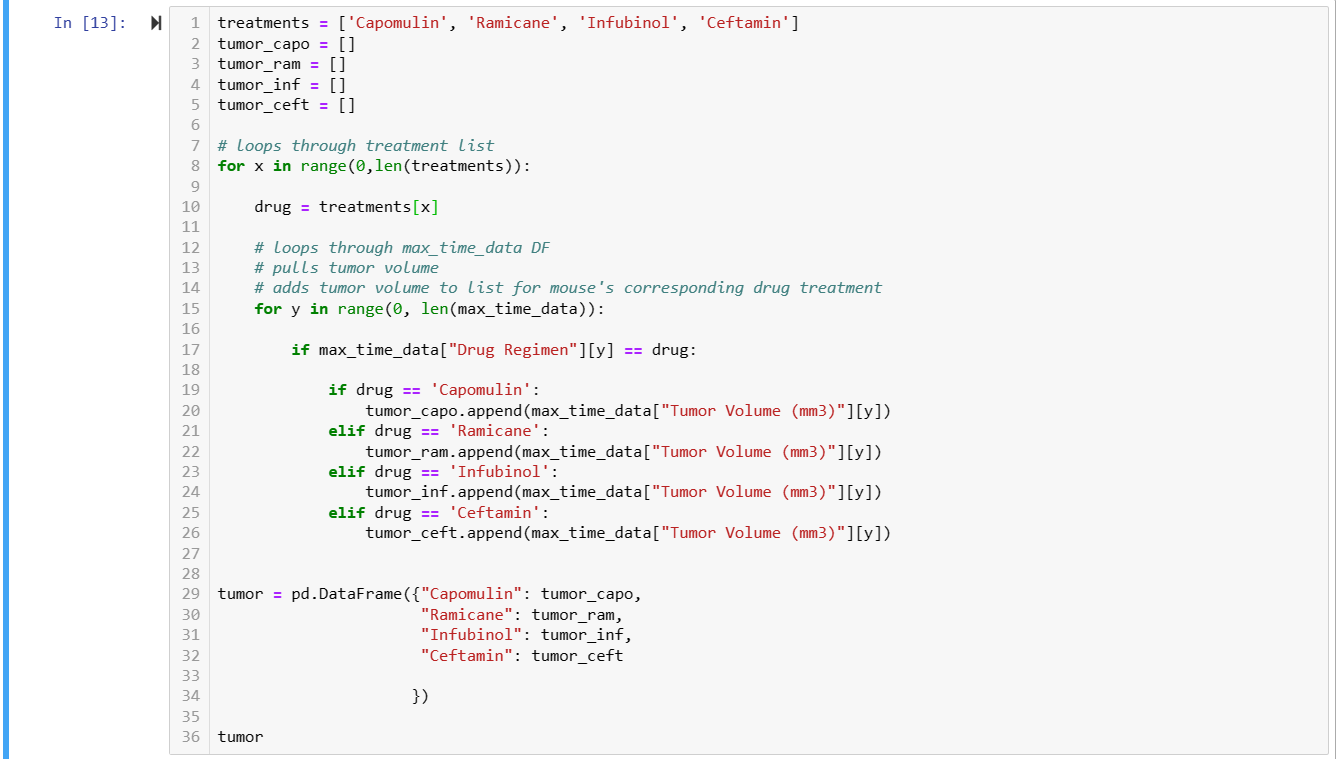 In [13]:
1 treatments = ['Capomulin', 'Ramicane', 'Infubinol', 'Ceftamin']
2 tumor_capo = []
3 tumor_ram = []
4 tumor_inf = []
5 tumor_ceft = []
6
7 # loops through treatment list
8 for x in range(0,len(treatments)):
9
10     drug = treatments[x]
11
12     # loops through max_time_data DF
13     # pulls tumor volume
14     # adds tumor volume to list for mouse's corresponding drug treatment
15     for y in range(0, len(max_time_data)):
16
17         if max_time_data["Drug Regimen"][y] == drug:
18
19             if drug == 'Capomulin':
20                 tumor_capo.append(max_time_data["Tumor Volume (mm3)"][y])
21             elif drug == 'Ramicane':
22                 tumor_ram.append(max_time_data["Tumor Volume (mm3)"][y])
23             elif drug == 'Infubinol':
24                 tumor_inf.append(max_time_data["Tumor Volume (mm3)"][y])
25             elif drug == 'Ceftamin':
26                 tumor_ceft.append(max_time_data["Tumor Volume (mm3)"][y])
27
28
29 tumor = pd.DataFrame({"Capomulin": tumor_capo,
30                       "Ramicane": tumor_ram,
31                       "Infubinol": tumor_inf,
32                       "Ceftamin": tumor_ceft
33
34                      })
35
36 tumor